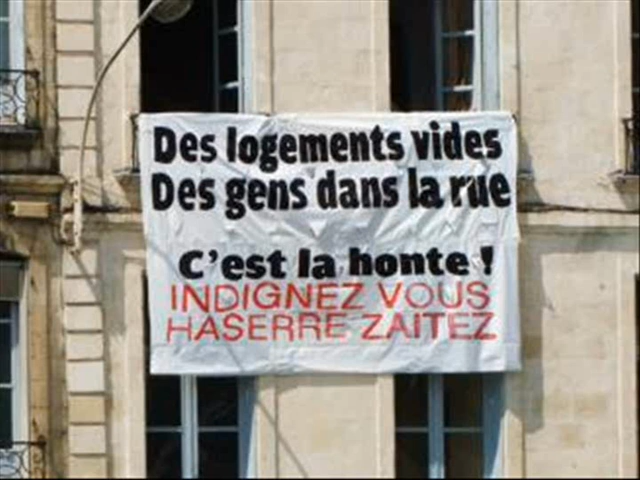 Des logements vides
Des gens dans la rue
C'est la honte !
INDIGNEZ VOUS
HASERRE ZAITEZ